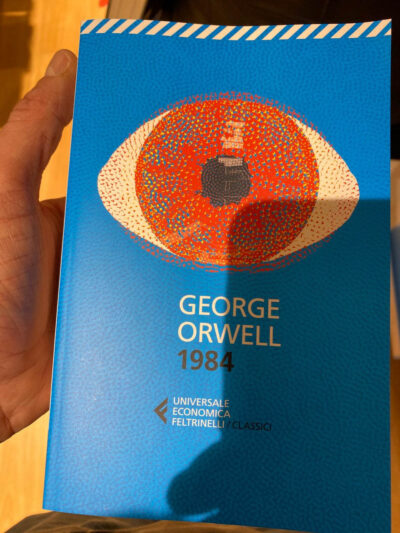 GEORGE
ORWELL
1984
UNIVERSALE
ECONOMICA
FELTRINELLI / CLASSICI